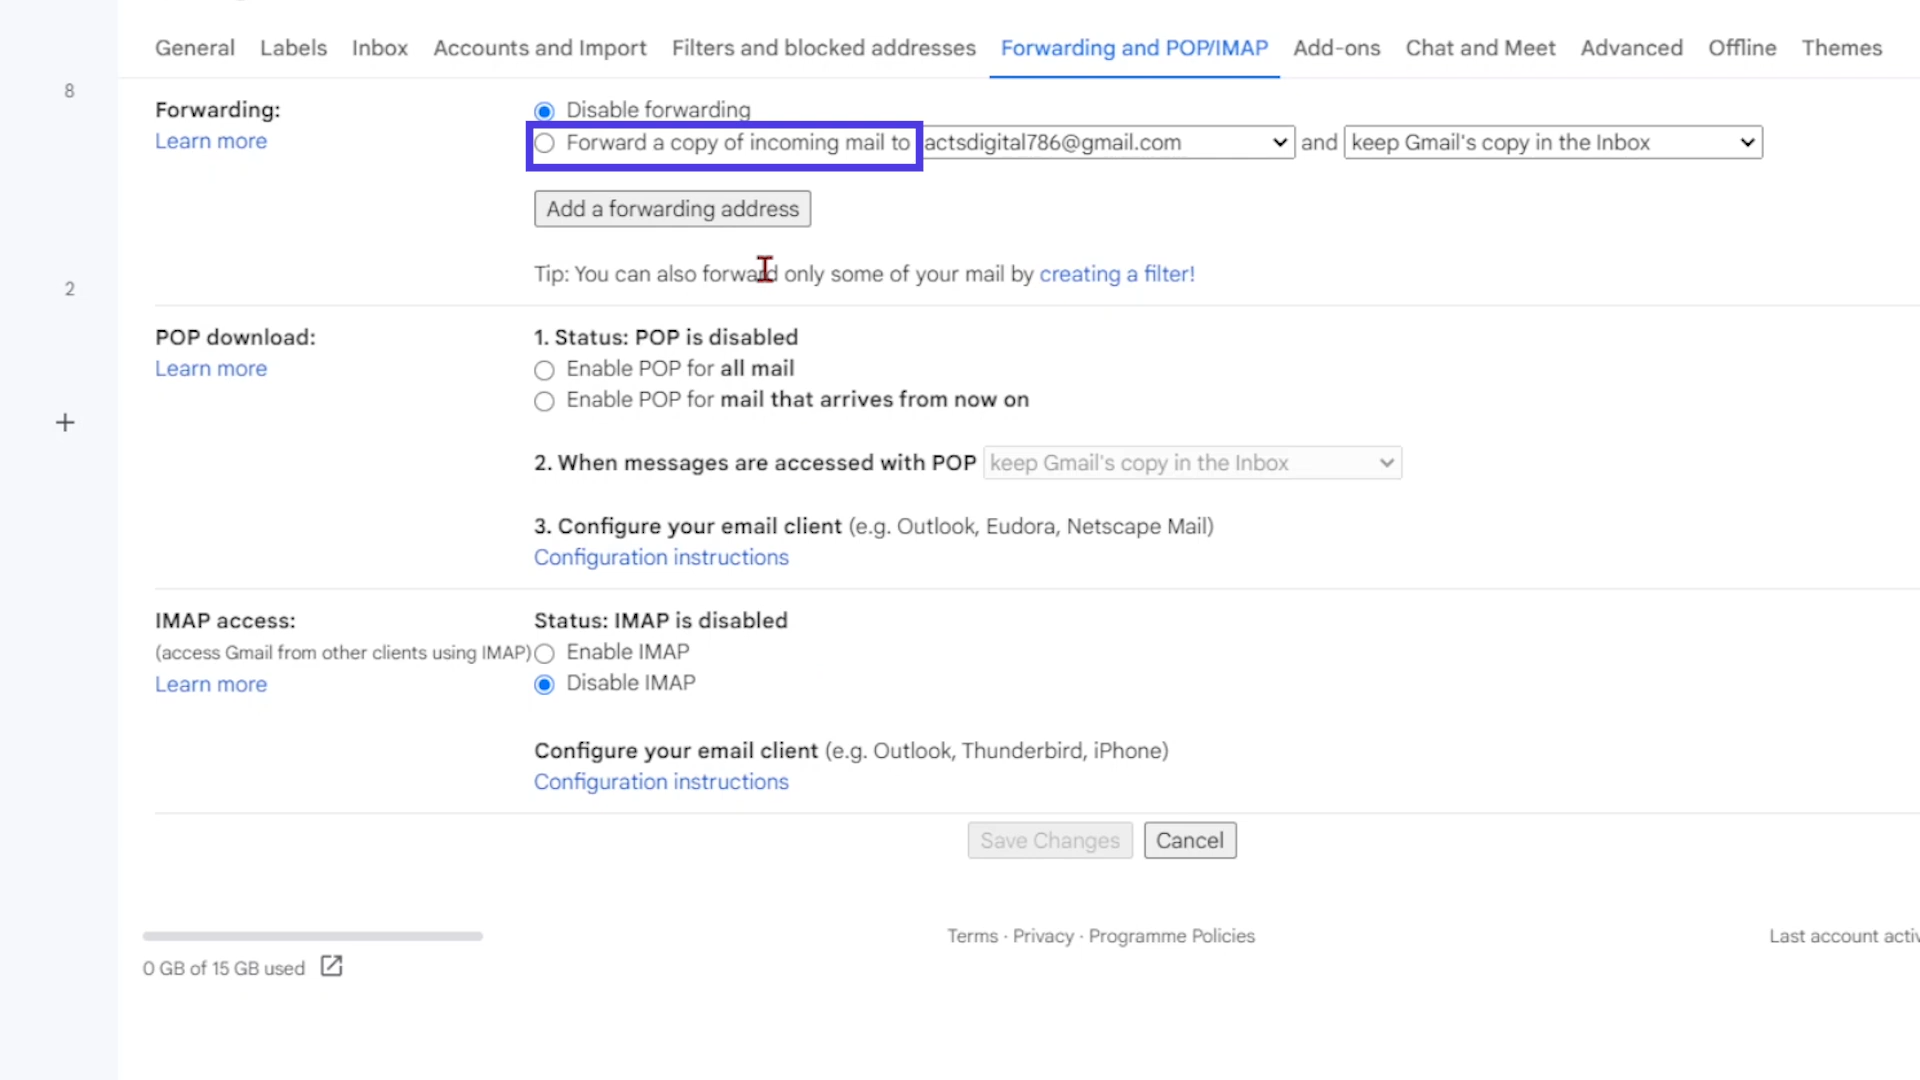 General Labels Inbox Accounts and Import Filters and blocked addresses Forwarding and POP/IMAP Add-ons Chat and Meet Advanced Offline Themes
8
Forwarding:
Learn more
Disable forwarding
Forward a copy of incoming mail to actsdigital786@gmail.com and keep Gmail's copy in the Inbox
Add a forwarding address
2
Tip: You can also forward only some of your mail by creating a filter!
POP download:
Learn more
1. Status: POP is disabled
Enable POP for all mail
Enable POP for mail that arrives from now on
+
2. When messages are accessed with POP keep Gmail's copy in the Inbox
3. Configure your email client (e.g. Outlook, Eudora, Netscape Mail)
Configuration instructions
IMAP access:
(access Gmail from other clients using IMAP)
Learn more
Status: IMAP is disabled
Enable IMAP
Disable IMAP
Configure your email client (e.g. Outlook, Thunderbird, iPhone)
Configuration instructions
Save Changes Cancel
0 GB of 15 GB used
Terms · Privacy · Programme Policies
Last account